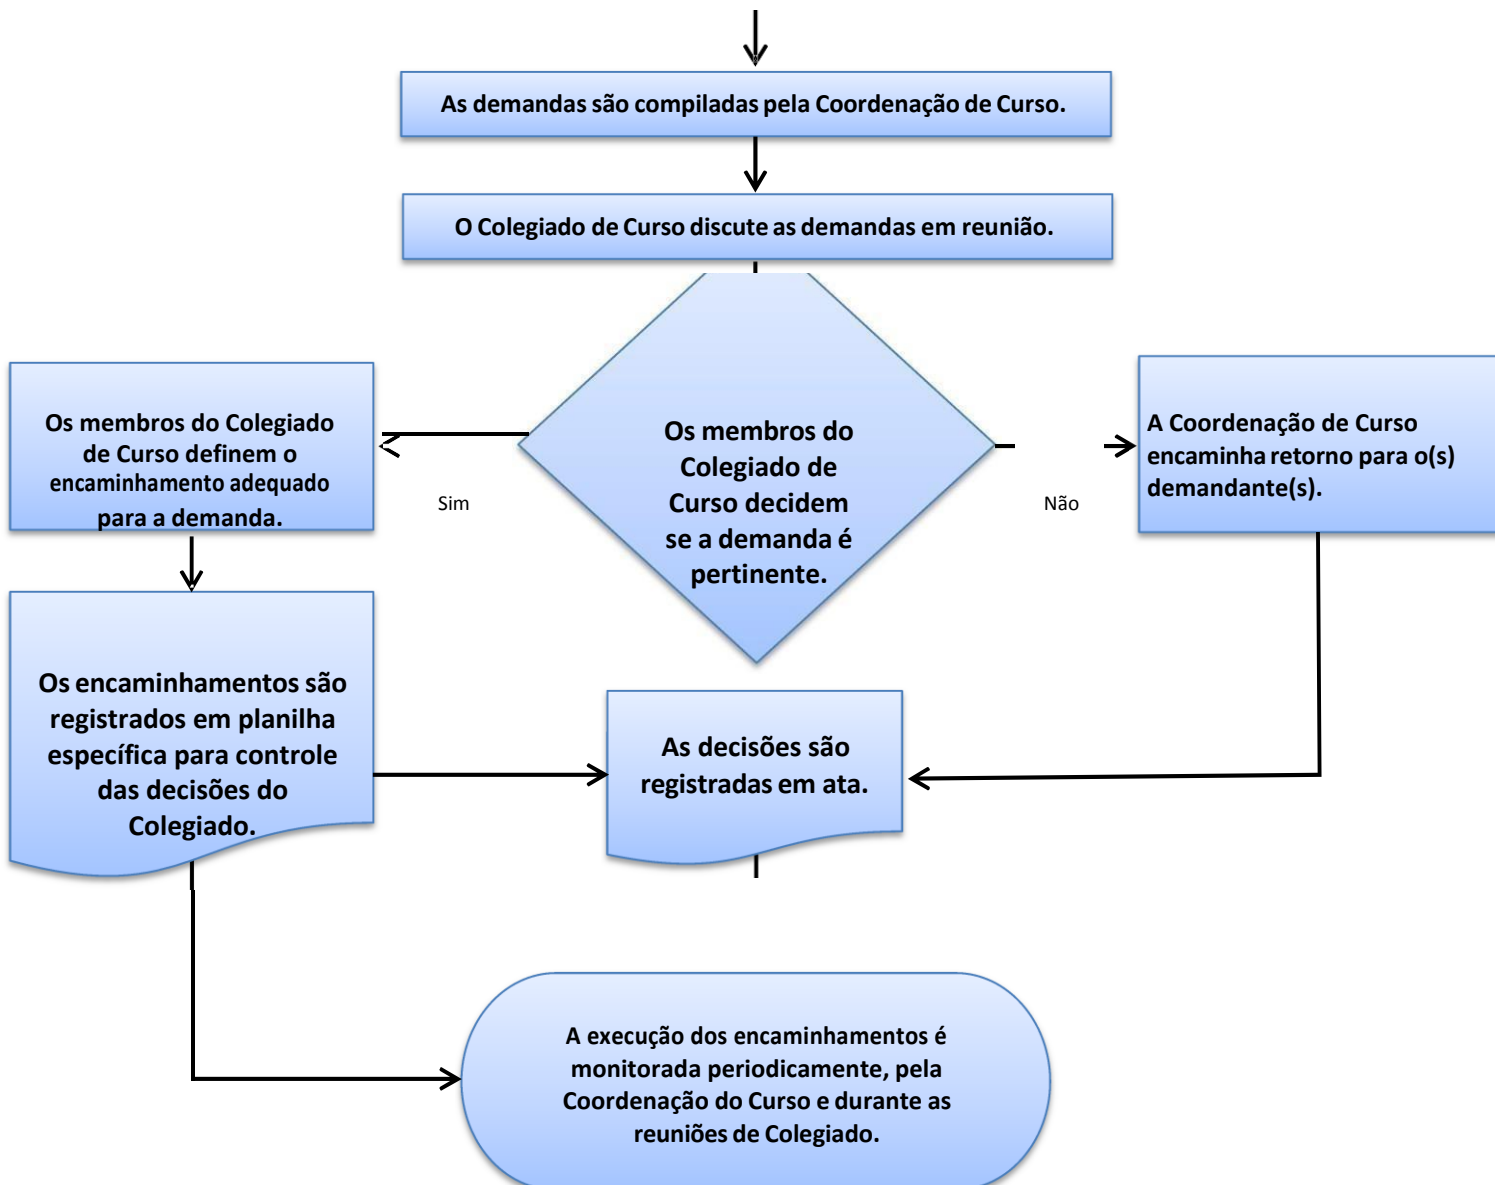 As demandas são compiladas pela Coordenação de Curso.
O Colegiado de Curso discute as demandas em reunião.
Os membros do Colegiado
de Curso definem o
encaminhamento adequado
para a demanda.
Sim
Os membros do
Colegiado de
Curso decidem
se a demanda é
pertinente.
Não
A Coordenação de Curso
encaminha retorno para o(s)
demandante(s).
Os encaminhamentos são
registrados em planilha
específica para controle
das decisões do
Colegiado.
As decisões são
registradas em ata.
A execução dos encaminhamentos é
monitorada periodicamente, pela
Coordenação do Curso e durante as
reuniões de Colegiado.